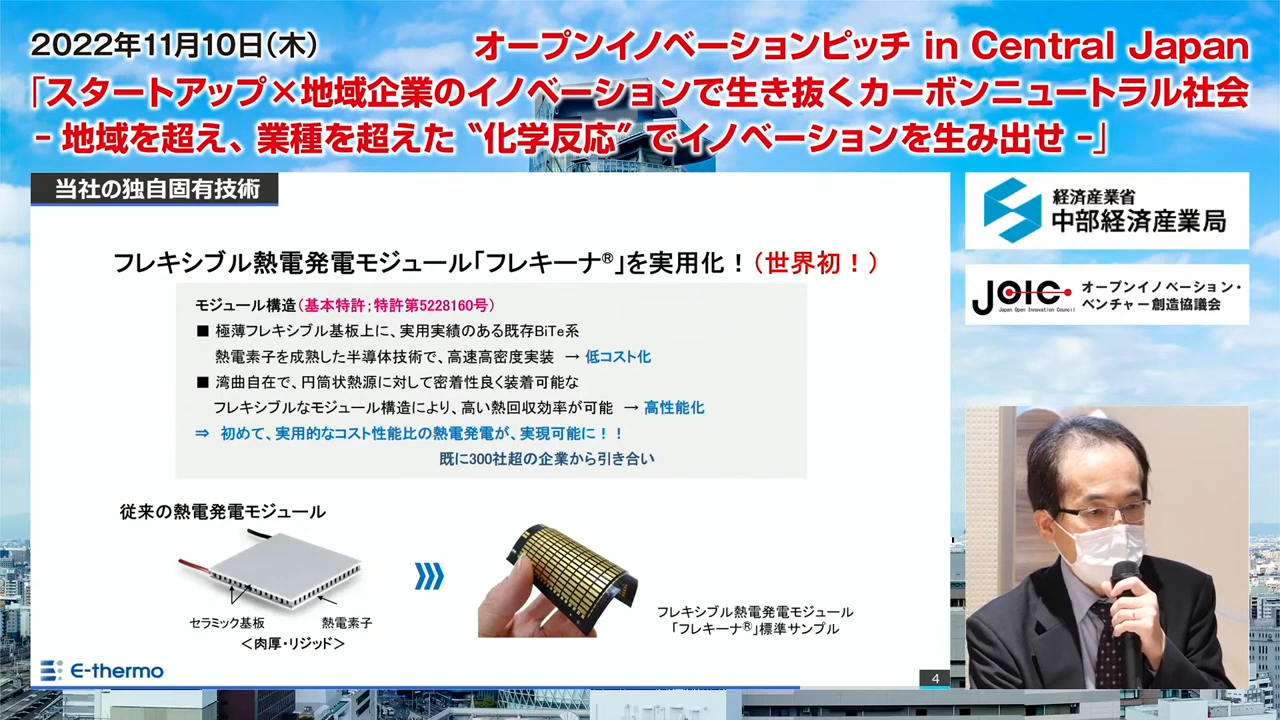 2022年11月10日(木)
オープンイノベーションピッチ in Central Japan
「スタートアップ×地域企業のイノベーションで生き抜くカーボンニュートラル社会
- 地域を超え、業種を超えた〝化学反応〟でイノベーションを生み出せ -」
当社の独自固有技術
フレキシブル熱電発電モジュール「フレキーナ®」を実用化！（世界初！）
モジュール構造（基本特許：特許第5228160号）
■ 極薄フレキシブル基板上に、実用実績のある既存BiTe系
熱電素子を成熟した半導体技術で、高速高密度実装 → 低コスト化
■ 湾曲自在で、円筒状熱源に対して密着性良く装着可能な
フレキシブルなモジュール構造により、高い熱回収効率が可能 → 高性能化
⇒ 初めて、実用的なコスト性能比の熱電発電が、実現可能に！！
既に300社超の企業から引き合い
従来の熱電発電モジュール
セラミック基板
熱電素子
＜肉厚・リジッド＞
フレキシブル熱電発電モジュール
「フレキーナ®」標準サンプル
E-thermo
4
経済産業省
中部経済産業局
JOIC
Japan Open Innovation Council
オープンイノベーション・
ベンチャー創造協議会